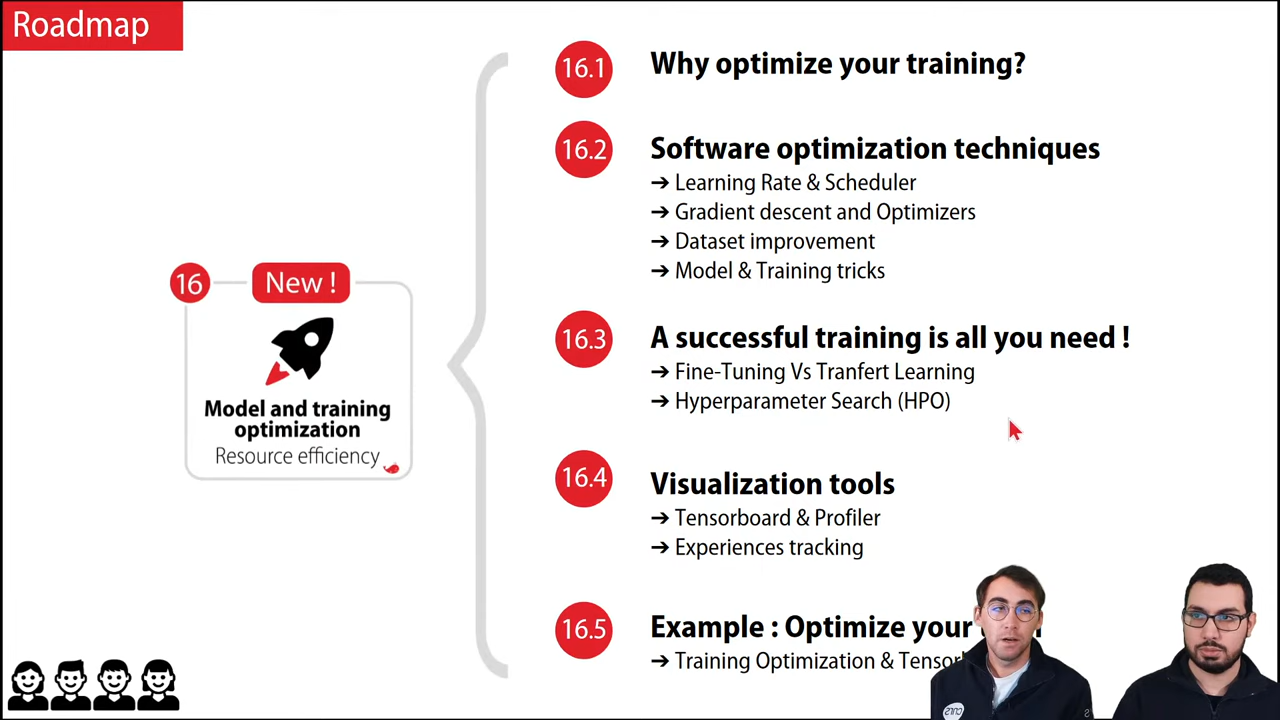 Roadmap
16
New !
Model and training
optimization
Resource efficiency
16.1
Why optimize your training?
16.2
Software optimization techniques
➔ Learning Rate & Scheduler
➔ Gradient descent and Optimizers
➔ Dataset improvement
➔ Model & Training tricks
16.3
A successful training is all you need !
➔ Fine-Tuning Vs Tranfert Learning
➔ Hyperparameter Search (HPO)
16.4
Visualization tools
➔ Tensorboard & Profiler
➔ Experiences tracking
16.5
Example : Optimize your
➔ Training Optimization &